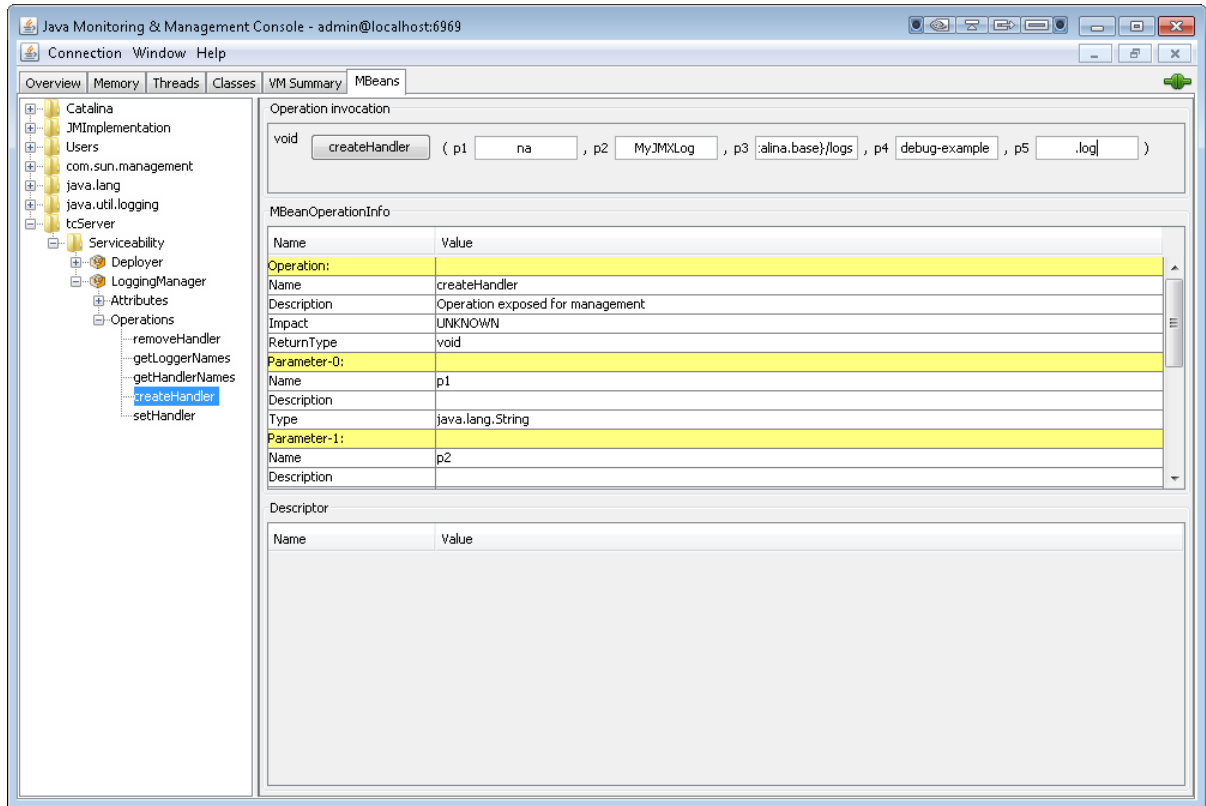 Java Monitoring & Management Console - admin@localhost:6969
Connection Window Help
Overview Memory Threads Classes VM Summary MBeans
Catalina
JMImplementation
Users
com.sun.management
java.lang
java.util.logging
tcServer
Serviceability
Deployer
LoggingManager
Attributes
Operations
removeHandler
getLoggerNames
getHandlerNames
createHandler
setHandler
Operation invocation
void createHandler ( p1 na , p2 MyJMXLog , p3 :alina.base}/logs , p4 debug-example , p5 .log )
MBeanOperationInfo
Name Value
Operation:
Name createHandler
Description Operation exposed for management
Impact UNKNOWN
ReturnType void
Parameter-0:
Name p1
Description
Type java.lang.String
Parameter-1:
Name p2
Description
Descriptor
Name Value